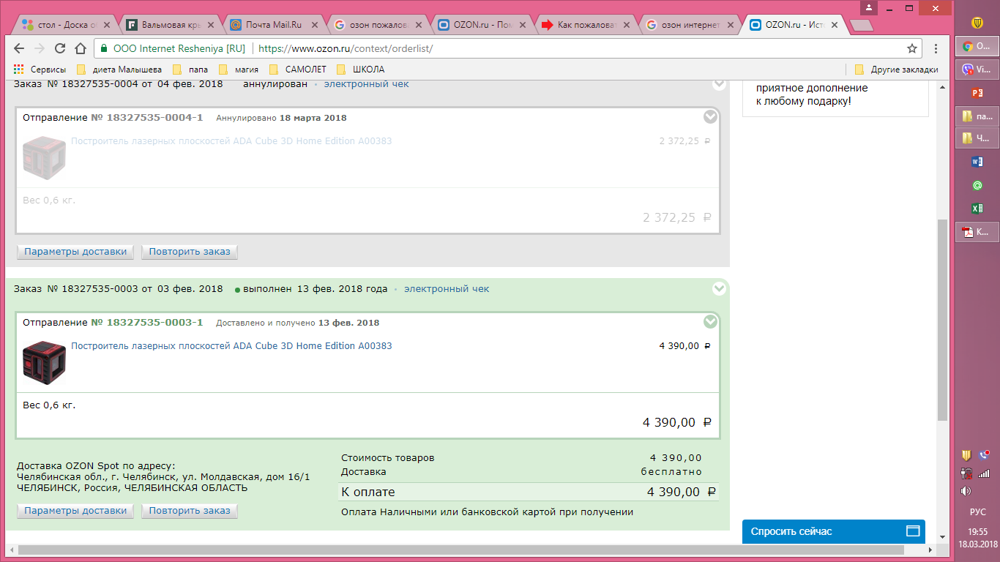 стол - Доска об
Вальмовая кры
Почта Mail.Ru
озон пожалова
OZON.ru - Пом
Как пожаловат
озон интернет
OZON.ru - Исто
ООО Internet Resheniya [RU]
https://www.ozon.ru/context/orderlist/
Сервисы
диета Малышева
папа
магия
САМОЛЕТ
ШКОЛА
Другие закладки
Заказ № 18327535-0004 от 04 фев. 2018 аннулирован • электронный чек
приятное дополнение
к любому подарку!
Отправление № 18327535-0004-1 Аннулировано 18 марта 2018
Построитель лазерных плоскостей ADA Cube 3D Home Edition A00383 2 372,25 ₽
Вес 0,6 кг.
2 372,25 ₽
Параметры доставки Повторить заказ
Заказ № 18327535-0003 от 03 фев. 2018 • выполнен 13 фев. 2018 года • электронный чек
Отправление № 18327535-0003-1 Доставлено и получено 13 фев. 2018
Построитель лазерных плоскостей ADA Cube 3D Home Edition A00383 4 390,00 ₽
Вес 0,6 кг.
4 390,00 ₽
Доставка OZON Spot по адресу:
Челябинская обл., г. Челябинск, ул. Молдавская, дом 16/1
ЧЕЛЯБИНСК, Россия, ЧЕЛЯБИНСКАЯ ОБЛАСТЬ
Стоимость товаров 4 390,00
Доставка бесплатно
К оплате 4 390,00 ₽
Параметры доставки Повторить заказ
Оплата Наличными или банковской картой при получении
Спросить сейчас
O...
Vi...
па...
Ч...
K...
РУС
19:55
18.03.2018